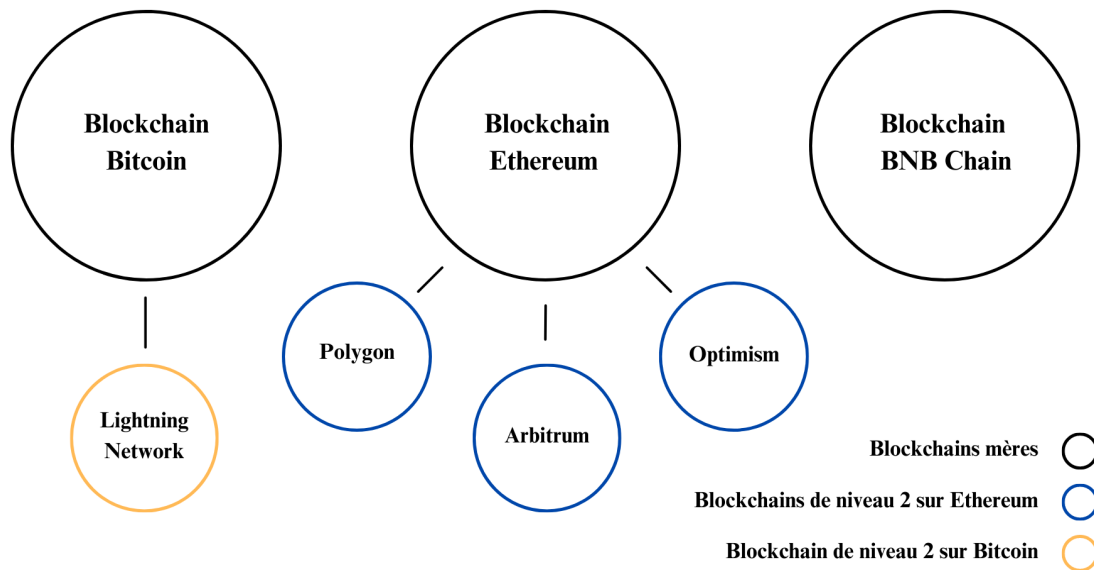 Blockchain
Bitcoin
Blockchain
Ethereum
Blockchain
BNB Chain
Polygon
Optimism
Lightning
Network
Arbitrum
Blockchains mères
Blockchains de niveau 2 sur Ethereum
Blockchain de niveau 2 sur Bitcoin